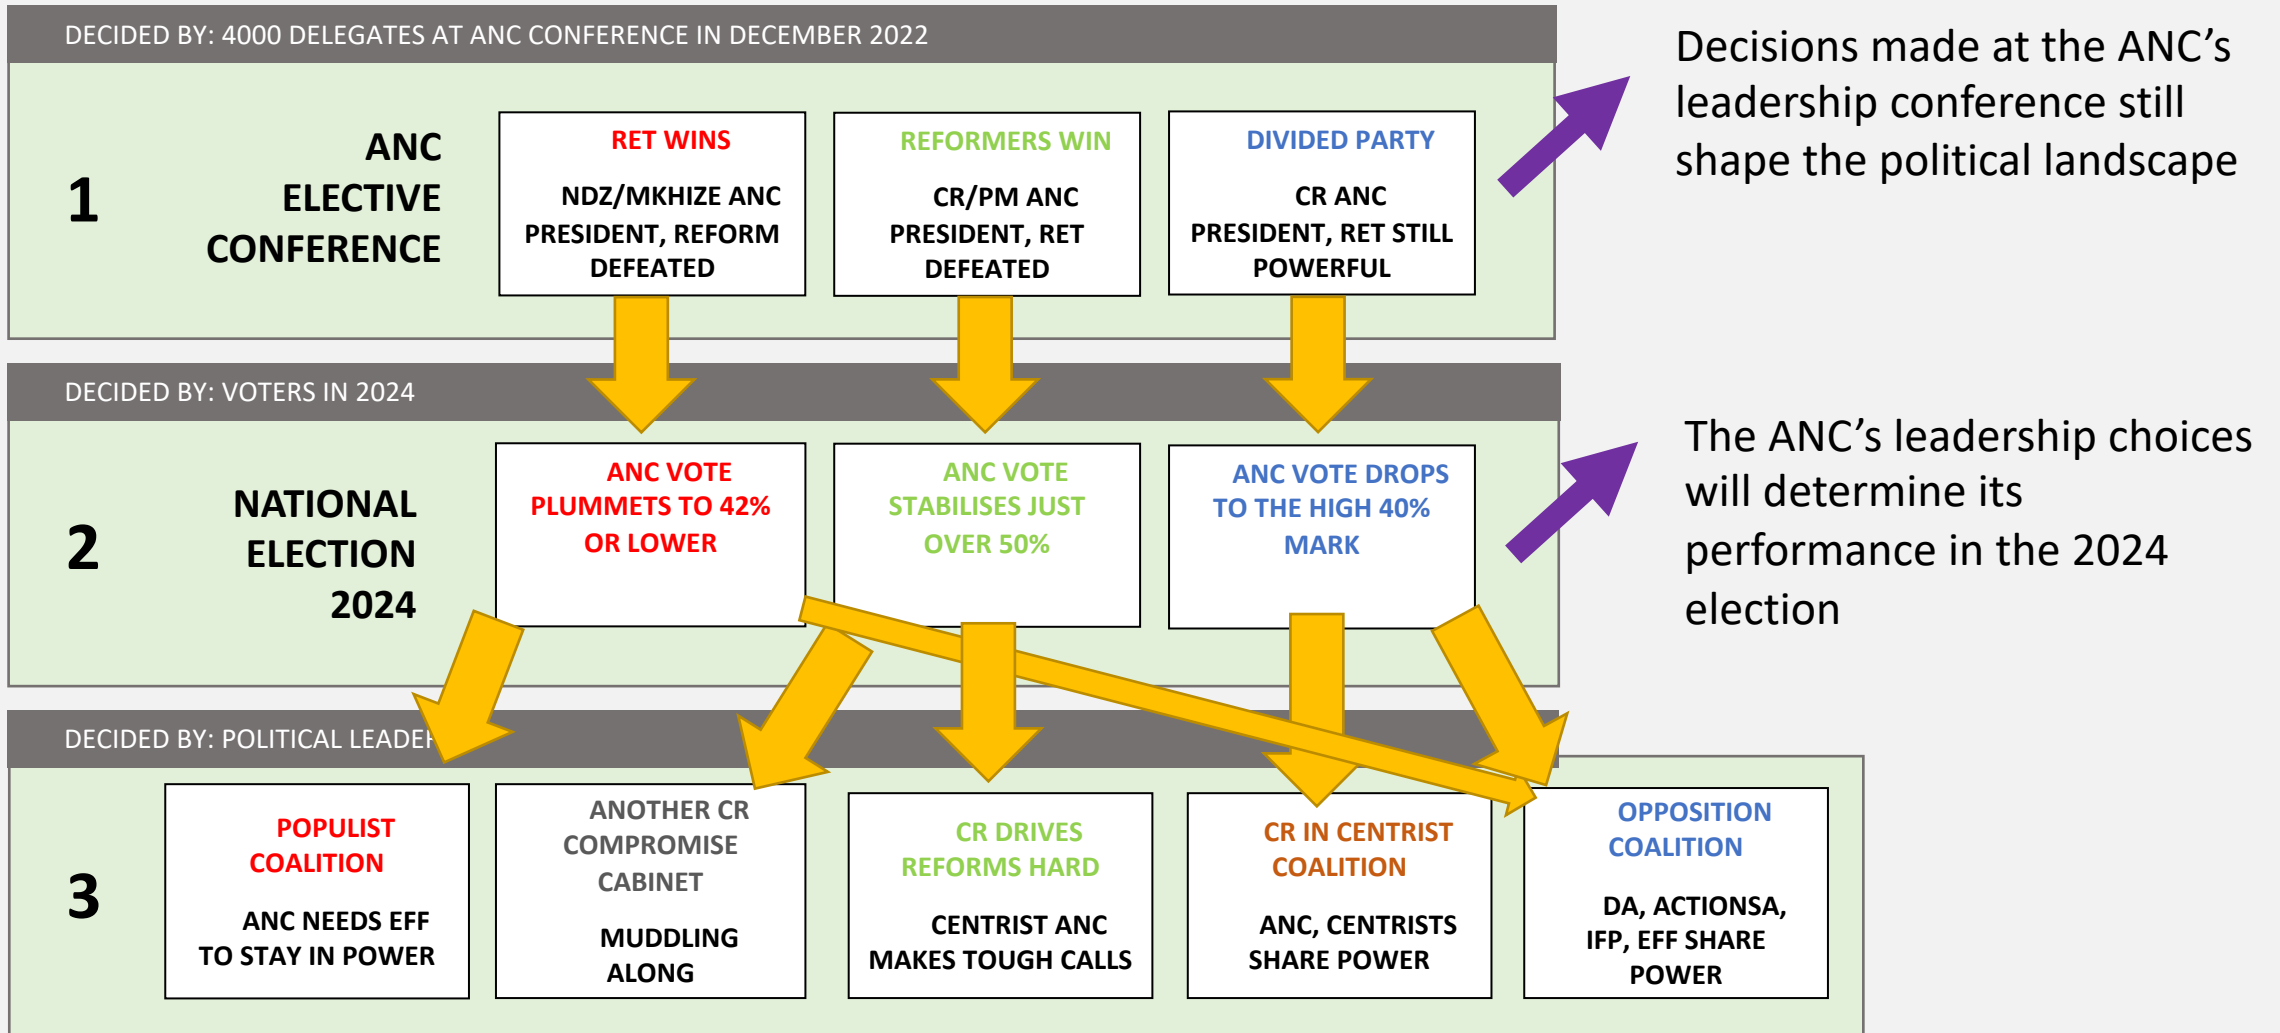 DECIDED BY: 4000 DELEGATES AT ANC CONFERENCE IN DECEMBER 2022
1
ANC
ELECTIVE
CONFERENCE
RET WINS
NDZ/MKHIZE ANC
PRESIDENT, REFORM
DEFEATED
REFORMERS WIN
CR/PM ANC
PRESIDENT, RET
DEFEATED
DIVIDED PARTY
CR ANC
PRESIDENT, RET STILL
POWERFUL
Decisions made at the ANC’s
leadership conference still
shape the political landscape
DECIDED BY: VOTERS IN 2024
2
NATIONAL
ELECTION
2024
ANC VOTE
PLUMMETS TO 42%
OR LOWER
ANC VOTE
STABILISES JUST
OVER 50%
ANC VOTE DROPS
TO THE HIGH 40%
MARK
The ANC’s leadership choices
will determine its
performance in the 2024
election
DECIDED BY: POLITICAL
3
POPULIST
COALITION
ANC NEEDS EFF
TO STAY IN POWER
ANOTHER CR
COMPROMISE
CABINET
MUDDLING
ALONG
CR DRIVES
REFORMS HARD
CENTRIST ANC
MAKES TOUGH CALLS
CR IN CENTRIST
COALITION
ANC, CENTRISTS
SHARE POWER
OPPOSITION
COALITION
DA, ACTIONSA,
IFP, EFF SHARE
POWER